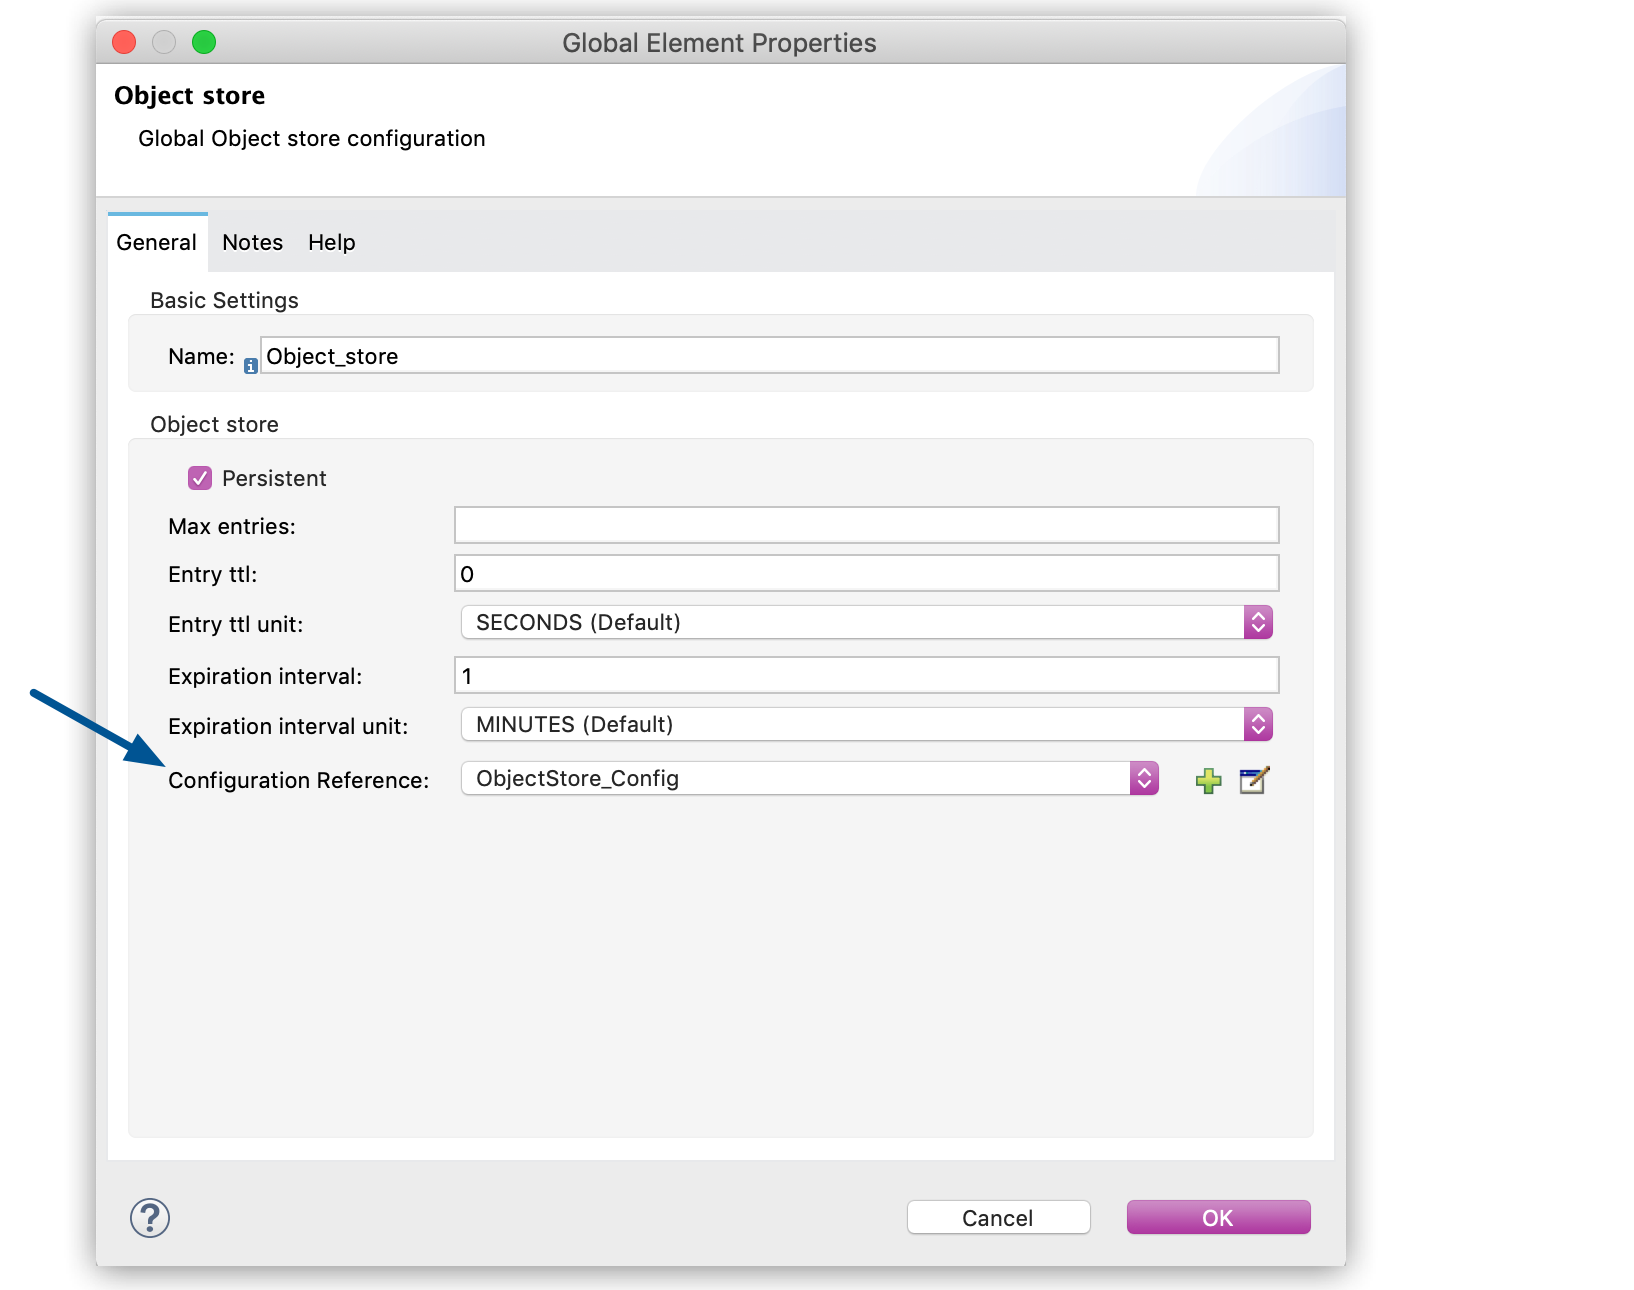 Global Element Properties
Object store
Global Object store configuration
General Notes Help
Basic Settings
Name: i Object_store
Object store
Persistent
Max entries:
Entry ttl: 0
Entry ttl unit: SECONDS (Default)
Expiration interval: 1
Expiration interval unit: MINUTES (Default)
Configuration Reference: ObjectStore_Config
? Cancel OK